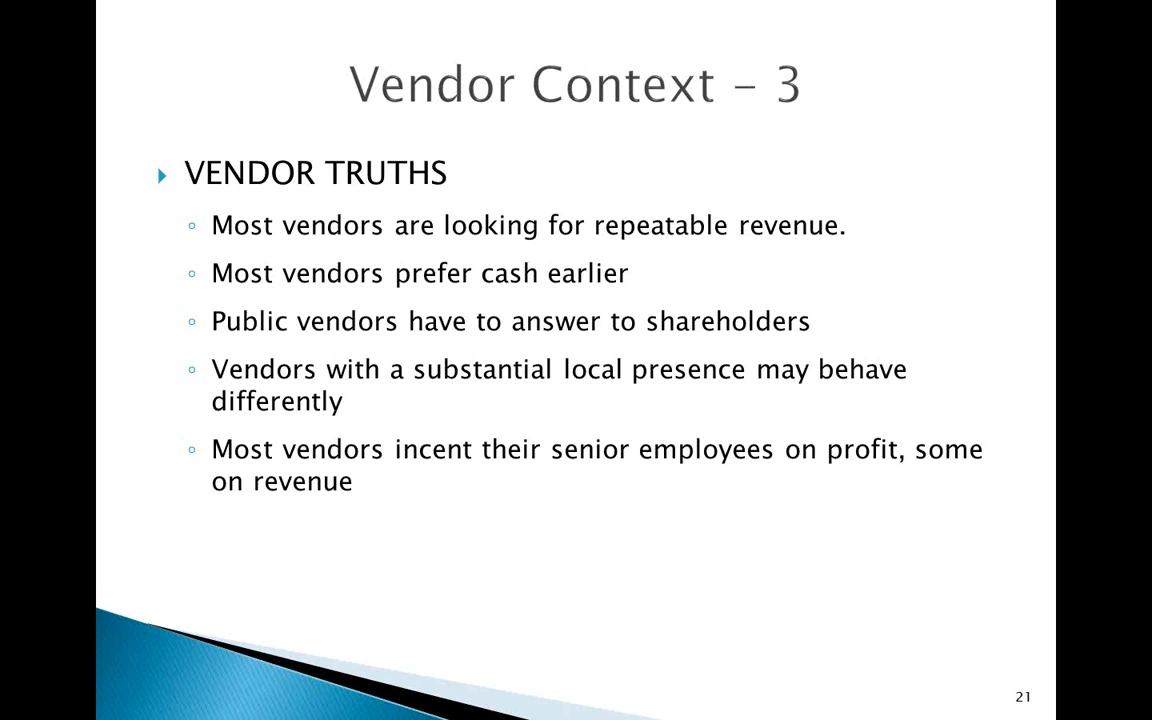 Vendor Context – 3
VENDOR TRUTHS
Most vendors are looking for repeatable revenue.
Most vendors prefer cash earlier
Public vendors have to answer to shareholders
Vendors with a substantial local presence may behave
differently
Most vendors incent their senior employees on profit, some
on revenue
21